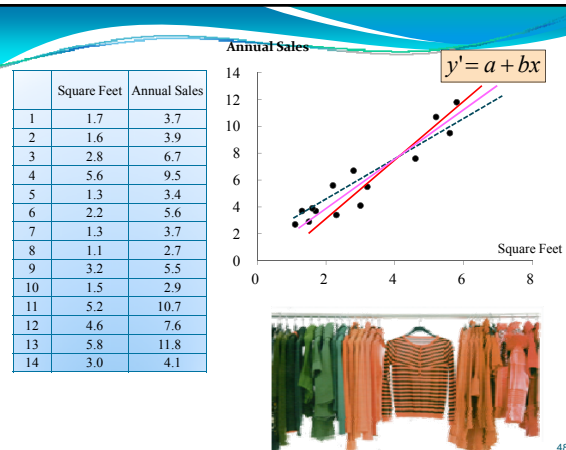 Annual Sales
y'= a + bx
Square Feet Annual Sales
1 1.7 3.7
2 1.6 3.9
3 2.8 6.7
4 5.6 9.5
5 1.3 3.4
6 2.2 5.6
7 1.3 3.7
8 1.1 2.7
9 3.2 5.5
10 1.5 2.9
11 5.2 10.7
12 4.6 7.6
13 5.8 11.8
14 3.0 4.1
14
12
10
8
6
4
2
0
Square Feet
0 2 4 6 8
48